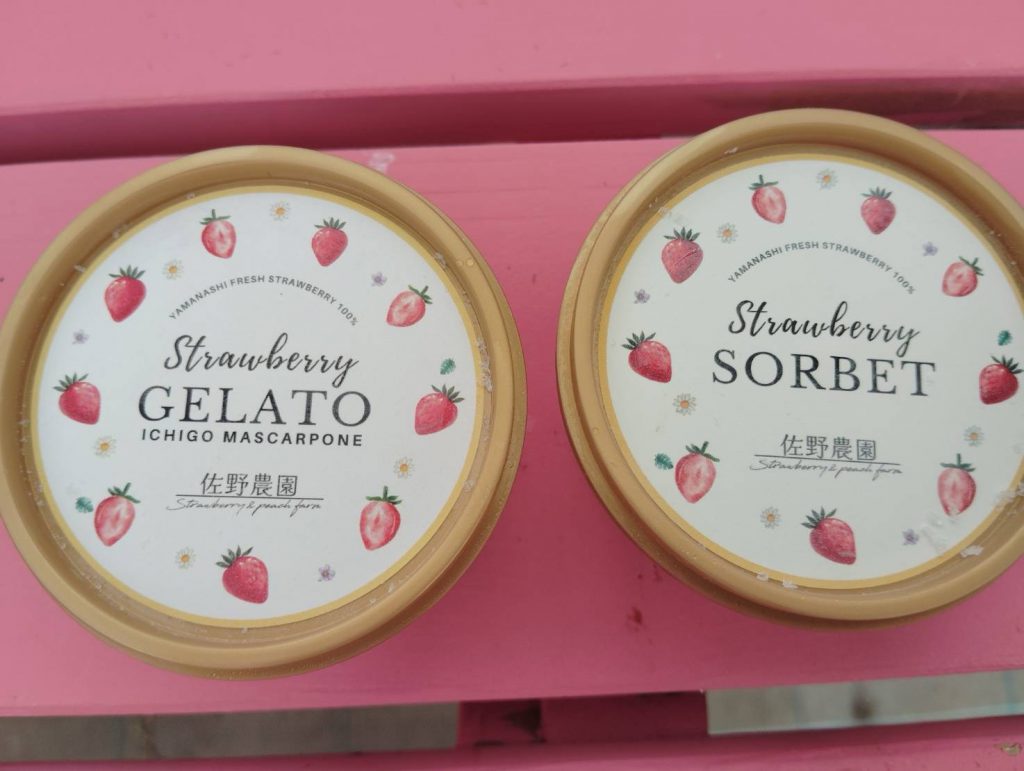 YAMANASHI FRESH STRAWBERRY 100%
Strawberry
GELATO
ICHIGO MASCARPONE
佐野農園
Strawberry & peach farm
YAMANASHI FRESH STRAWBERRY 100%
Strawberry
SORBET
佐野農園
Strawberry & peach farm